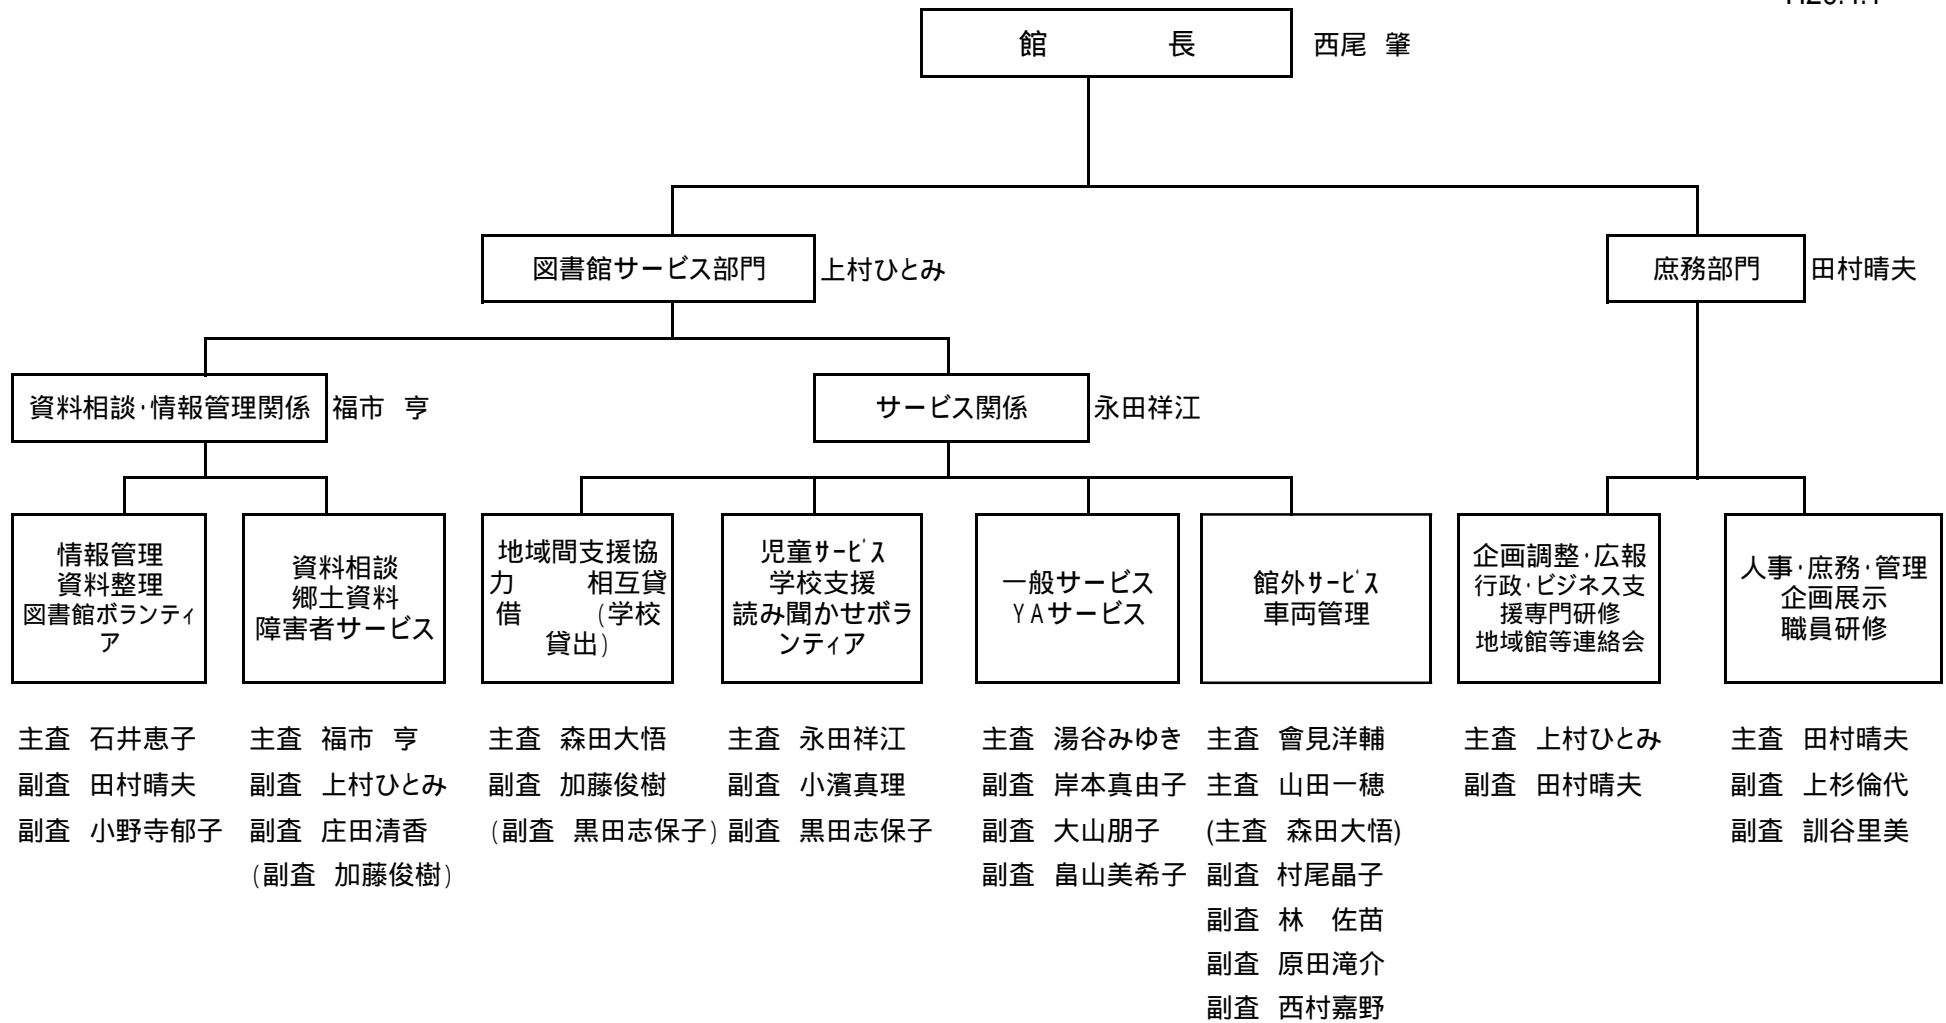 館 長
西尾 肇
図書館サービス部門
上村ひとみ
庶務部門
田村晴夫
資料相談･情報管理関係
福市 亨
サービス関係
永田祥江
情報管理
資料整理
図書館ボランティ
ア
資料相談
郷土資料
障害者サービス
地域間支援協
力 相互貸
借 (学校
貸出)
児童ｻｰﾋﾞｽ
学校支援
読み聞かせボラ
ンティア
一般サービス
YAサービス
館外ｻｰﾋﾞｽ
車両管理
企画調整･広報
行政･ビジネス支
援専門研修
地域館等連絡会
人事･庶務･管理
企画展示
職員研修
主査 石井恵子
副査 田村晴夫
副査 小野寺郁子
主査 福市 亨
副査 上村ひとみ
副査 庄田清香
(副査 加藤俊樹)
主査 森田大悟
副査 加藤俊樹
(副査 黒田志保子)
主査 永田祥江
副査 小濱真理
副査 黒田志保子
主査 湯谷みゆき
副査 岸本真由子
副査 大山朋子
副査 畠山美希子
主査 會見洋輔
主査 山田一穂
(主査 森田大悟)
副査 村尾晶子
副査 林 佐苗
副査 原田滝介
副査 西村嘉野
主査 上村ひとみ
副査 田村晴夫
主査 田村晴夫
副査 上杉倫代
副査 訓谷里美